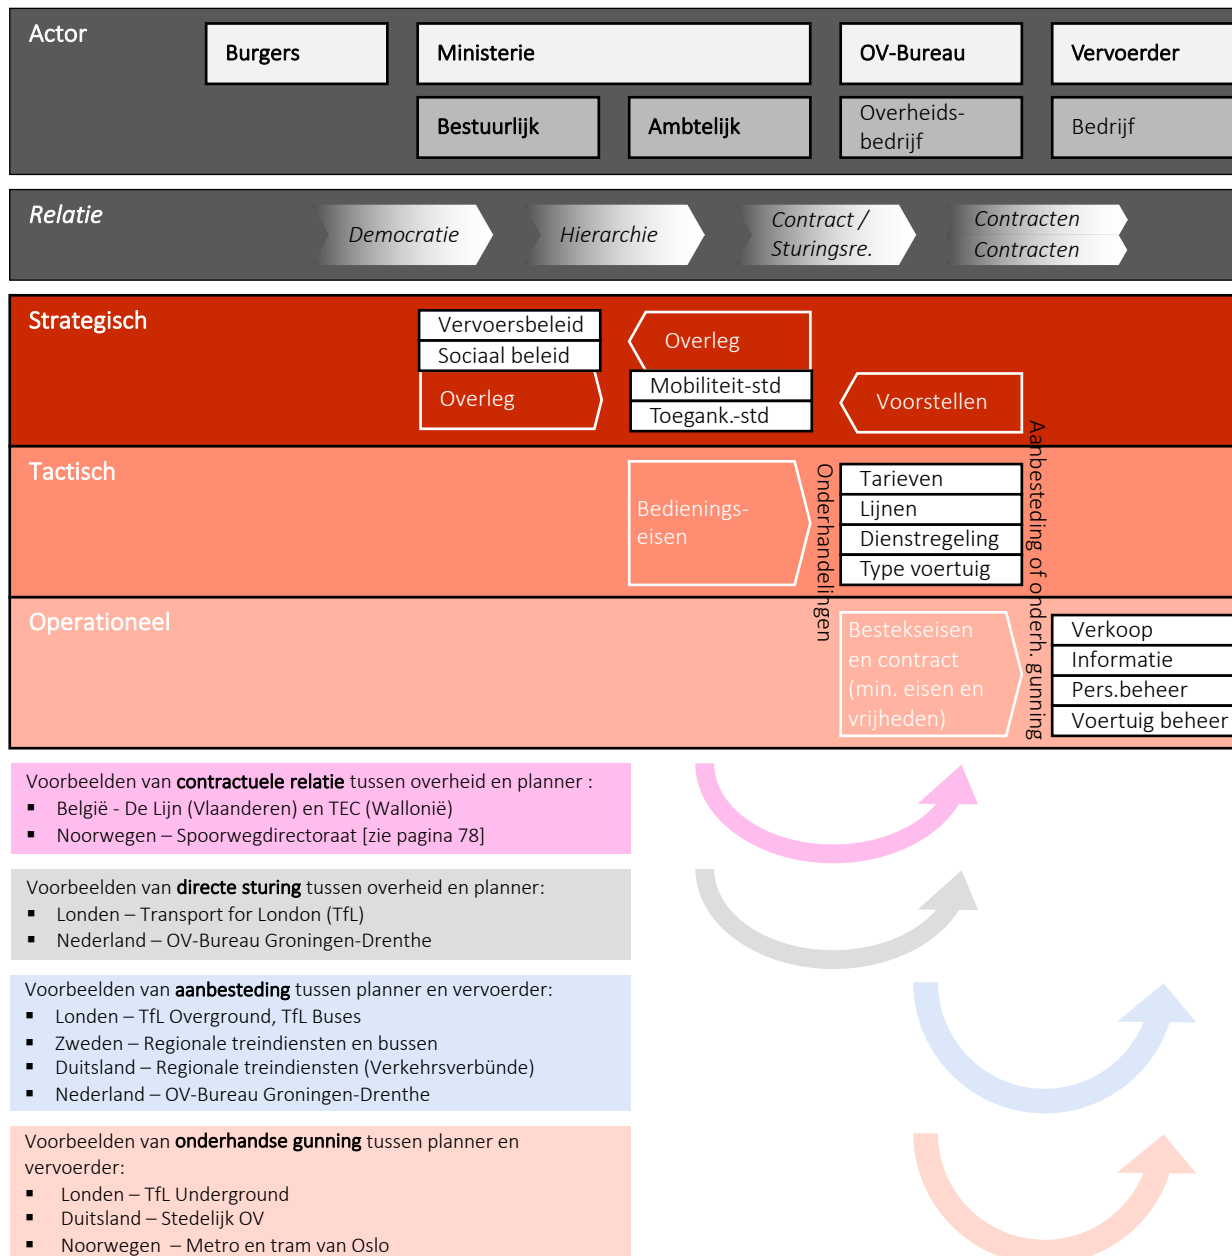 Actor
Burgers
Ministerie
OV-Bureau
Vervoerder
Bestuurlijk
Ambtelijk
Overheids-
bedrijf
Bedrijf
Relatie
Democratie
Hierarchie
Contract /
Sturingsre.
Contracten
Contracten
Strategisch
Vervoersbeleid
Sociaal beleid
Overleg
Overleg
Mobiliteit-std
Toegank.-std
Voorstellen
Tactisch
Bedienings-
eisen
Onderhandelingen
Tarieven
Lijnen
Dienstregeling
Type voertuig
Aanbesteding of onderh. gunning
Operationeel
Bestekseisen
en contract
(min. eisen en
vrijheden)
Verkoop
Informatie
Pers.beheer
Voertuig beheer
Voorbeelden van contractuele relatie tussen overheid en planner :
▪ België - De Lijn (Vlaanderen) en TEC (Wallonië)
▪ Noorwegen – Spoorwegdirectoraat [zie pagina 78]
Voorbeelden van directe sturing tussen overheid en planner:
▪ Londen – Transport for London (TfL)
▪ Nederland – OV-Bureau Groningen-Drenthe
Voorbeelden van aanbesteding tussen planner en vervoerder:
▪ Londen – TfL Overground, TfL Buses
▪ Zweden – Regionale treindiensten en bussen
▪ Duitsland – Regionale treindiensten (Verkehrsverbünde)
▪ Nederland – OV-Bureau Groningen-Drenthe
Voorbeelden van onderhandse gunning tussen planner en
vervoerder:
▪ Londen – TfL Underground
▪ Duitsland – Stedelijk OV
▪ Noorwegen – Metro en tram van Oslo